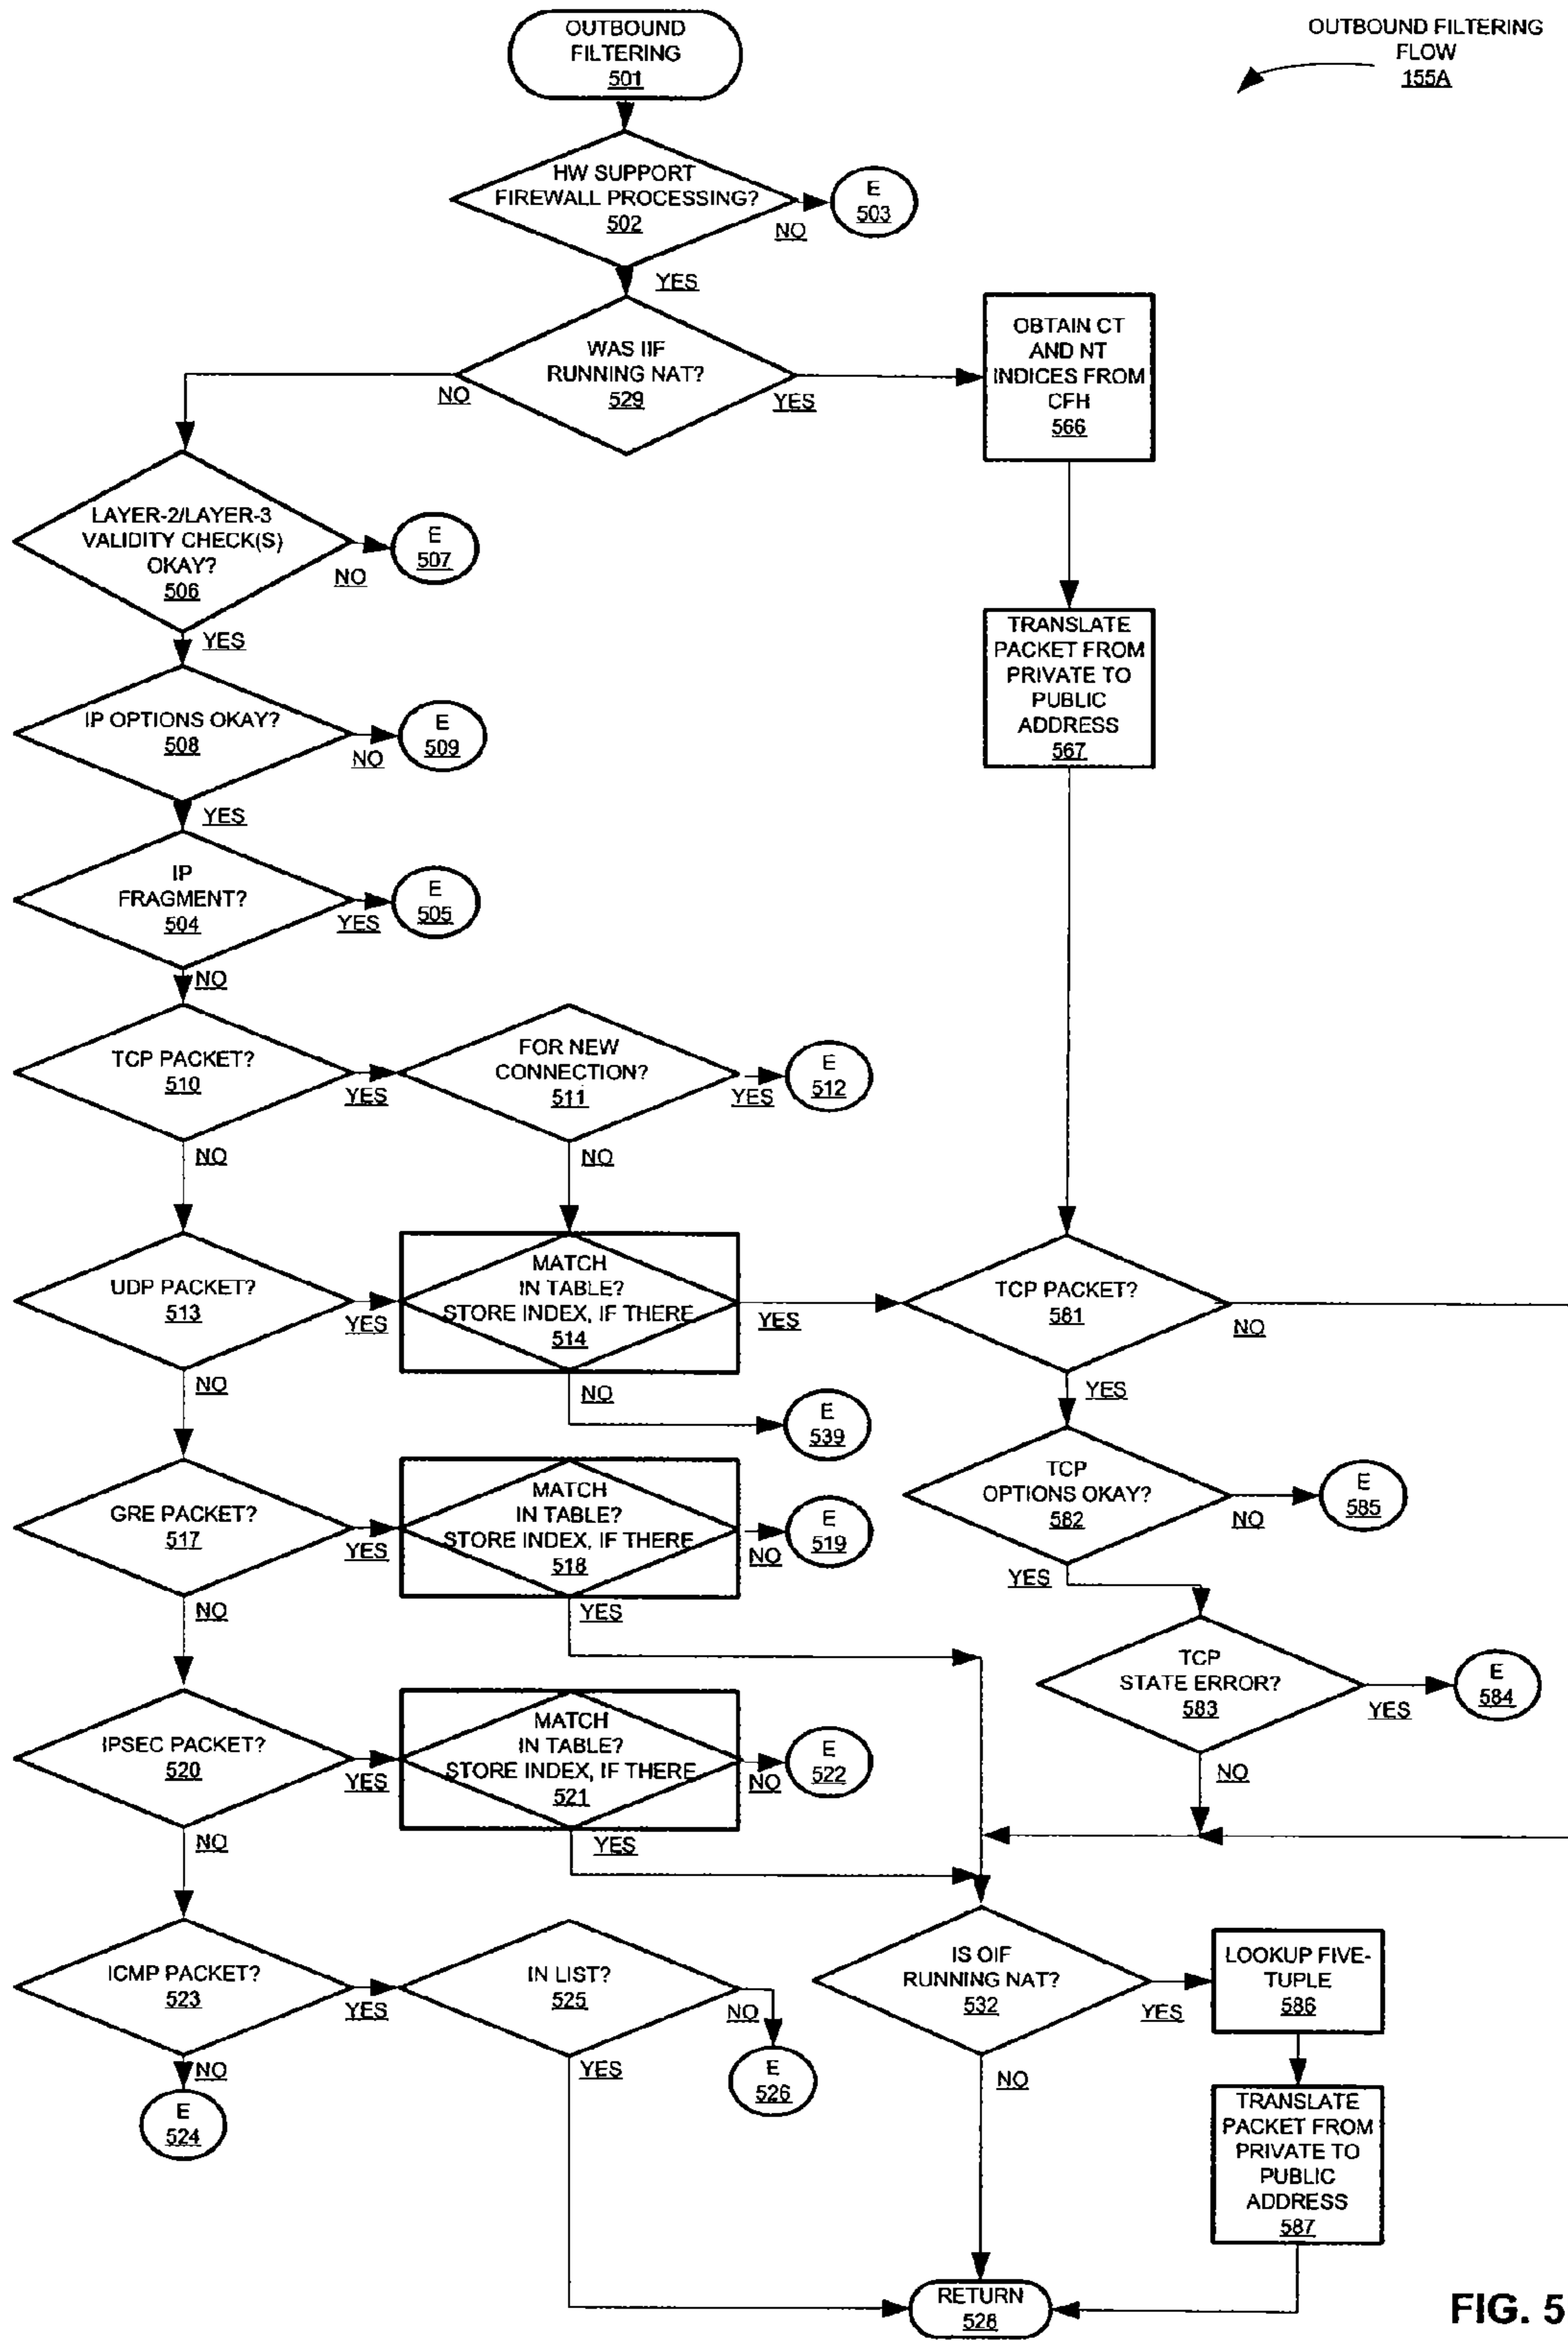 OUTBOUND
FILTERING
501
OUTBOUND FILTERING
FLOW
155A
HW SUPPORT
FIREWALL PROCESSING?
502
NO
E
503
YES
WAS IIF
RUNNING NAT?
529
NO
YES
OBTAIN CT
AND NT
INDICES FROM
CFH
566
LAYER-2/LAYER-3
VALIDITY CHECK(S)
OKAY?
506
NO
E
507
YES
TRANSLATE
PACKET FROM
PRIVATE TO
PUBLIC
ADDRESS
567
IP OPTIONS OKAY?
508
NO
E
509
YES
IP
FRAGMENT?
504
YES
E
505
NO
TCP PACKET?
510
YES
FOR NEW
CONNECTION?
511
YES
E
512
NO
NO
UDP PACKET?
513
YES
MATCH
IN TABLE?
STORE INDEX, IF THERE
514
YES
TCP PACKET?
581
NO
NO
NO
E
539
YES
GRE PACKET?
517
YES
MATCH
IN TABLE?
STORE INDEX, IF THERE
518
NO
E
519
TCP
OPTIONS OKAY?
582
NO
E
585
NO
YES
YES
TCP
STATE ERROR?
583
YES
E
584
NO
IPSEC PACKET?
520
YES
MATCH
IN TABLE?
STORE INDEX, IF THERE
521
NO
E
522
NO
YES
ICMP PACKET?
523
YES
IN LIST?
525
NO
E
526
YES
IS OIF
RUNNING NAT?
532
YES
LOOKUP FIVE-
TUPLE
586
NO
NO
E
524
TRANSLATE
PACKET FROM
PRIVATE TO
PUBLIC
ADDRESS
587
RETURN
528
FIG. 5